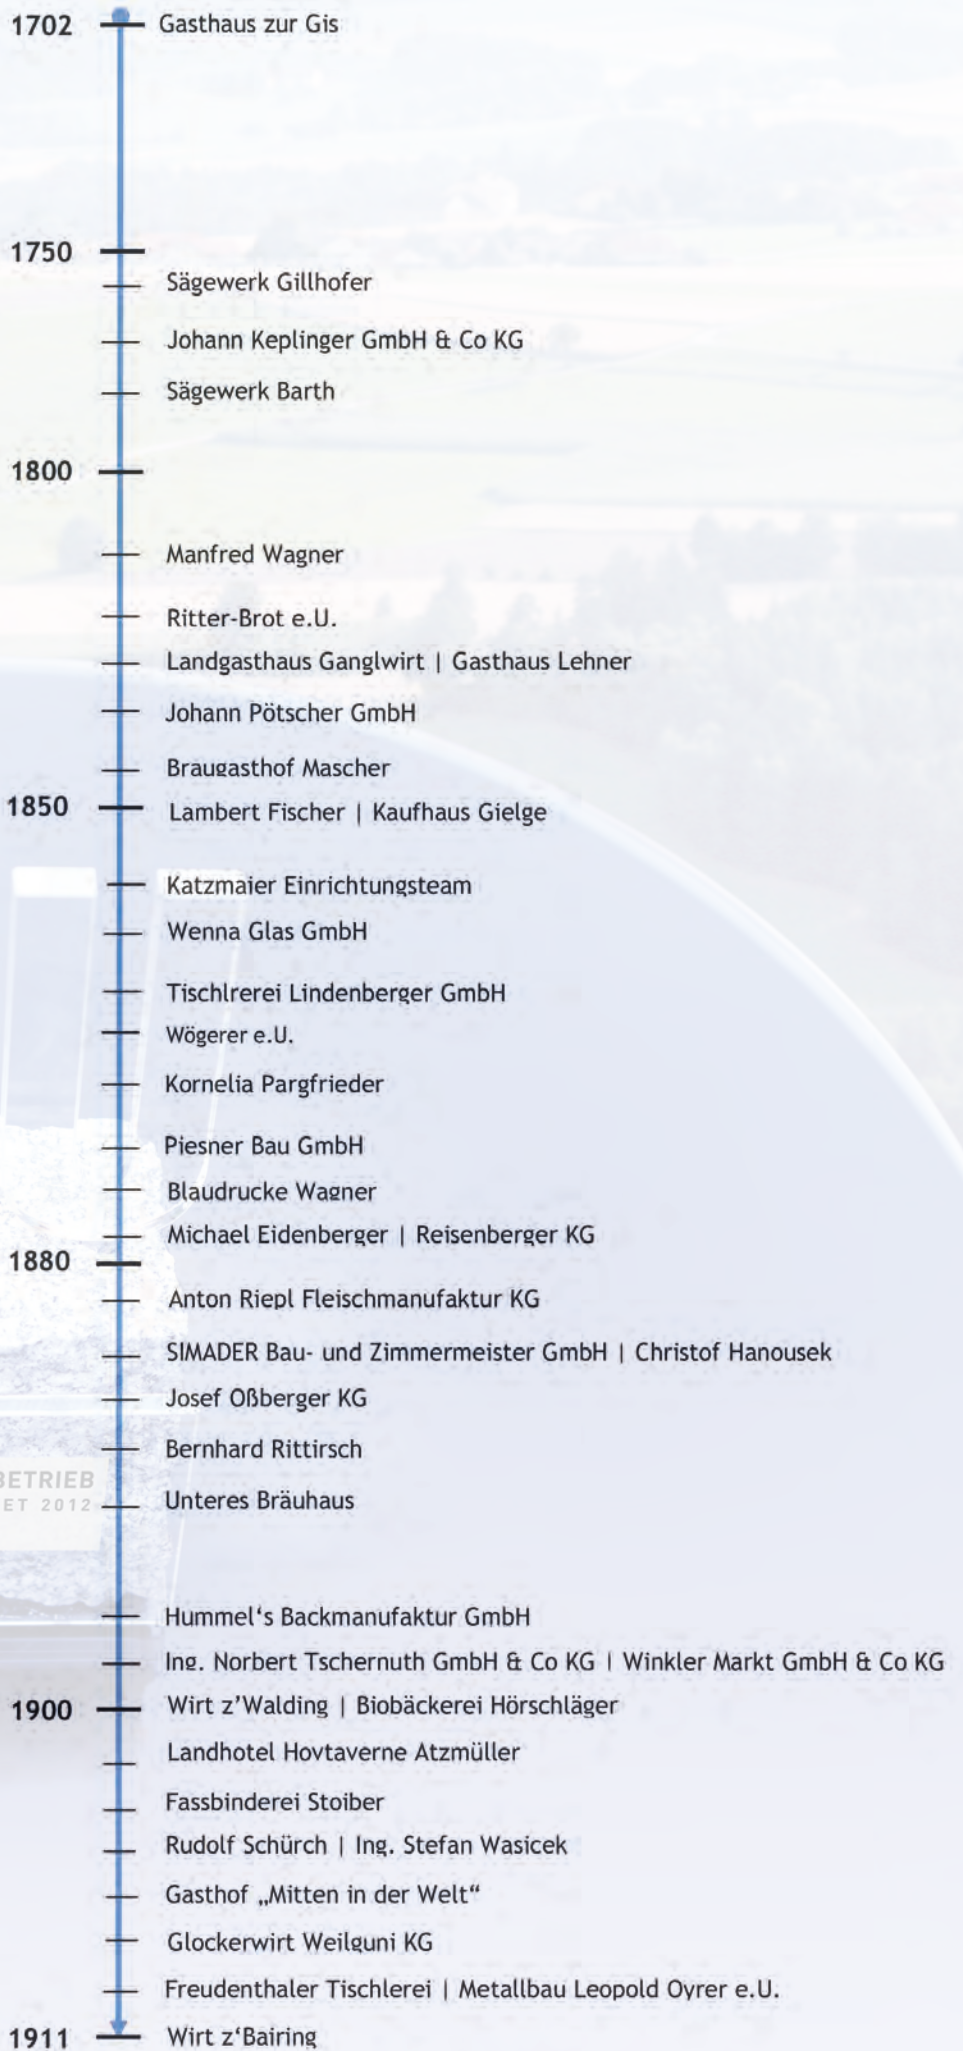 1702 Gasthaus zur Gis
1750
Sägewerk Gillhofer
Johann Keplinger GmbH & Co KG
Sägewerk Barth
1800
Manfred Wagner
Ritter-Brot e.U.
Landgasthaus Ganglwirt | Gasthaus Lehner
Johann Pötscher GmbH
Braugasthof Mascher
1850 Lambert Fischer | Kaufhaus Gielge
Katzmaier Einrichtungsteam
Wenna Glas GmbH
Tischlrerei Lindenberger GmbH
Wögerer e.U.
Kornelia Pargfrieder
Piesner Bau GmbH
Blaudrucke Wagner
Michael Eidenberger | Reisenberger KG
1880
Anton Riepl Fleischmanufaktur KG
SIMADER Bau- und Zimmermeister GmbH | Christof Hanousek
Josef Oßberger KG
Bernhard Rittirsch
BETRIEB
ET 2012
Unteres Bräuhaus
Hummel‘s Backmanufaktur GmbH
Ing. Norbert Tschernuth GmbH & Co KG | Winkler Markt GmbH & Co KG
1900 Wirt z’Walding | Biobäckerei Hörschläger
Landhotel Hovtaverne Atzmüller
Fassbinderei Stoiber
Rudolf Schürch | Ing. Stefan Wasicek
Gasthof „Mitten in der Welt“
Glockerwirt Weilguni KG
Freudenthaler Tischlerei | Metallbau Leopold Oyrer e.U.
1911 Wirt z‘Bairing